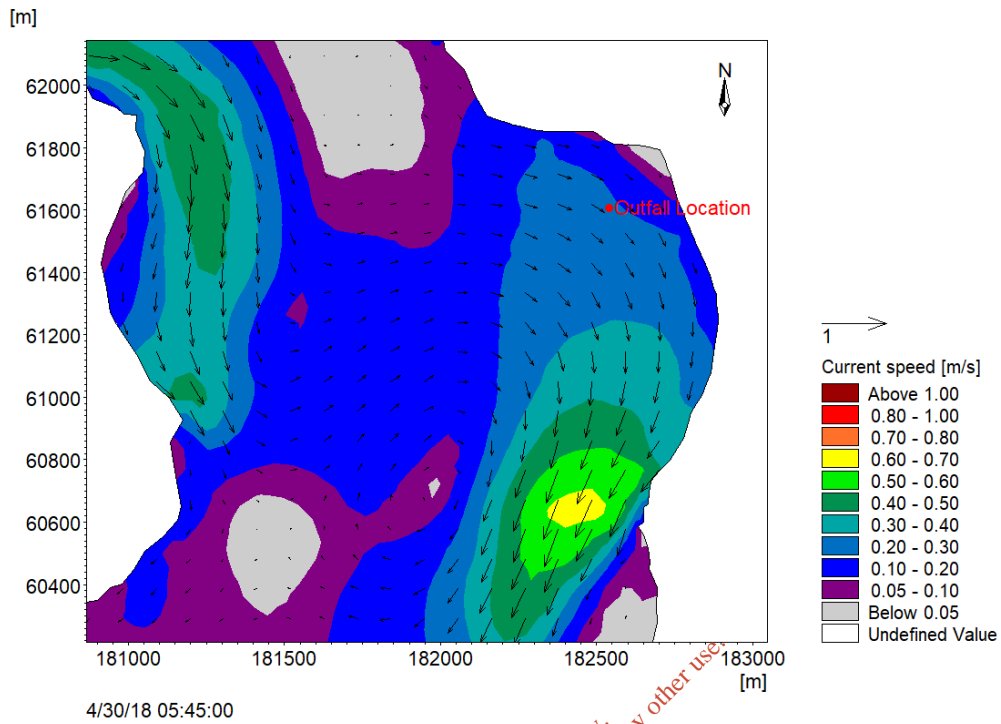 [m]
N
62000
61800
61600
61400
61200
61000
60800
60600
60400
Outfall Location
181000
181500
182000
182500
183000
[m]
4/30/18 05:45:00
1
Current speed [m/s]
Above 1.00
0.80 - 1.00
0.70 - 0.80
0.60 - 0.70
0.50 - 0.60
0.40 - 0.50
0.30 - 0.40
0.20 - 0.30
0.10 - 0.20
0.05 - 0.10
Below 0.05
Undefined Value
other use.